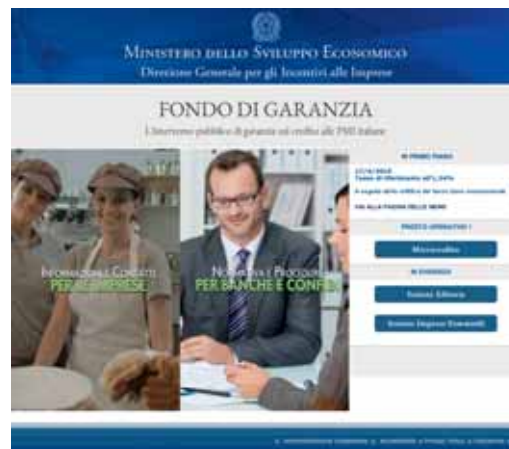 MINISTERO DELLO SVILUPPO ECONOMICO
Direzione Generale per gli Incentivi alle Imprese
FONDO DI GARANZIA
L'intervento pubblico di garanzia sul credito alle PMI italiane
INFORMAZIONI E CONTATTI
PER LE IMPRESE
NORMATIVA E PROCEDURE
PER BANCHE E CONFIDI
IN PRIMO PIANO
VAI ALLA PAGINA DELLE NEWS
PRESTO OPERATIVO !
Microcredito
IN EVIDENZA
Sezione Imprese Femminili